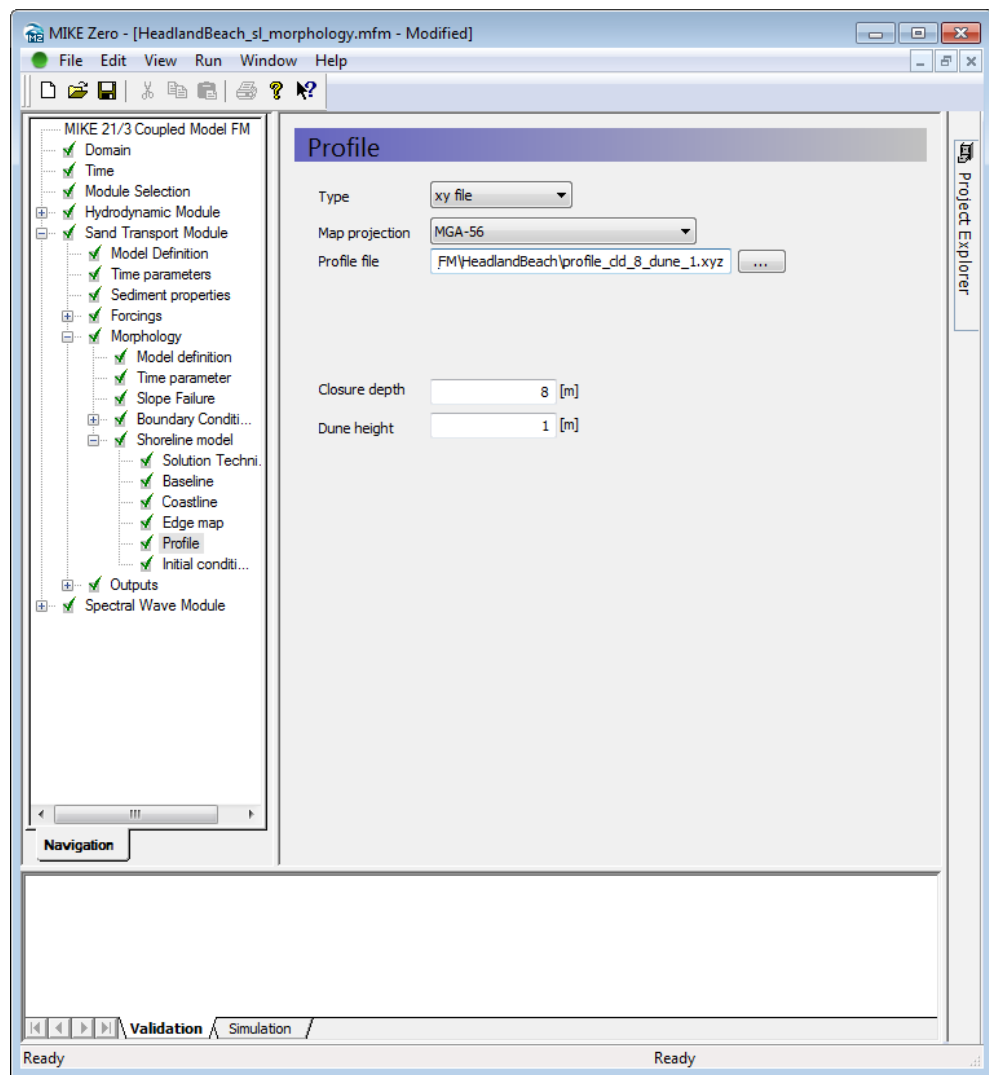 MIKE Zero - [HeadlandBeach_sl_morphology.mfm - Modified]
File Edit View Run Window Help
MIKE 21/3 Coupled Model FM
Domain
Time
Module Selection
Hydrodynamic Module
Sand Transport Module
Model Definition
Time parameters
Sediment properties
Forcings
Morphology
Model definition
Time parameter
Slope Failure
Boundary Conditi...
Shoreline model
Solution Techni.
Baseline
Coastline
Edge map
Profile
Initial conditi...
Outputs
Spectral Wave Module
Navigation
Profile
Type xy file
Map projection MGA-56
Profile file FM\HeadlandBeach\profile_cld_8_dune_1.xyz ...
Closure depth 8 [m]
Dune height 1 [m]
Project Explorer
Validation Simulation
Ready Ready